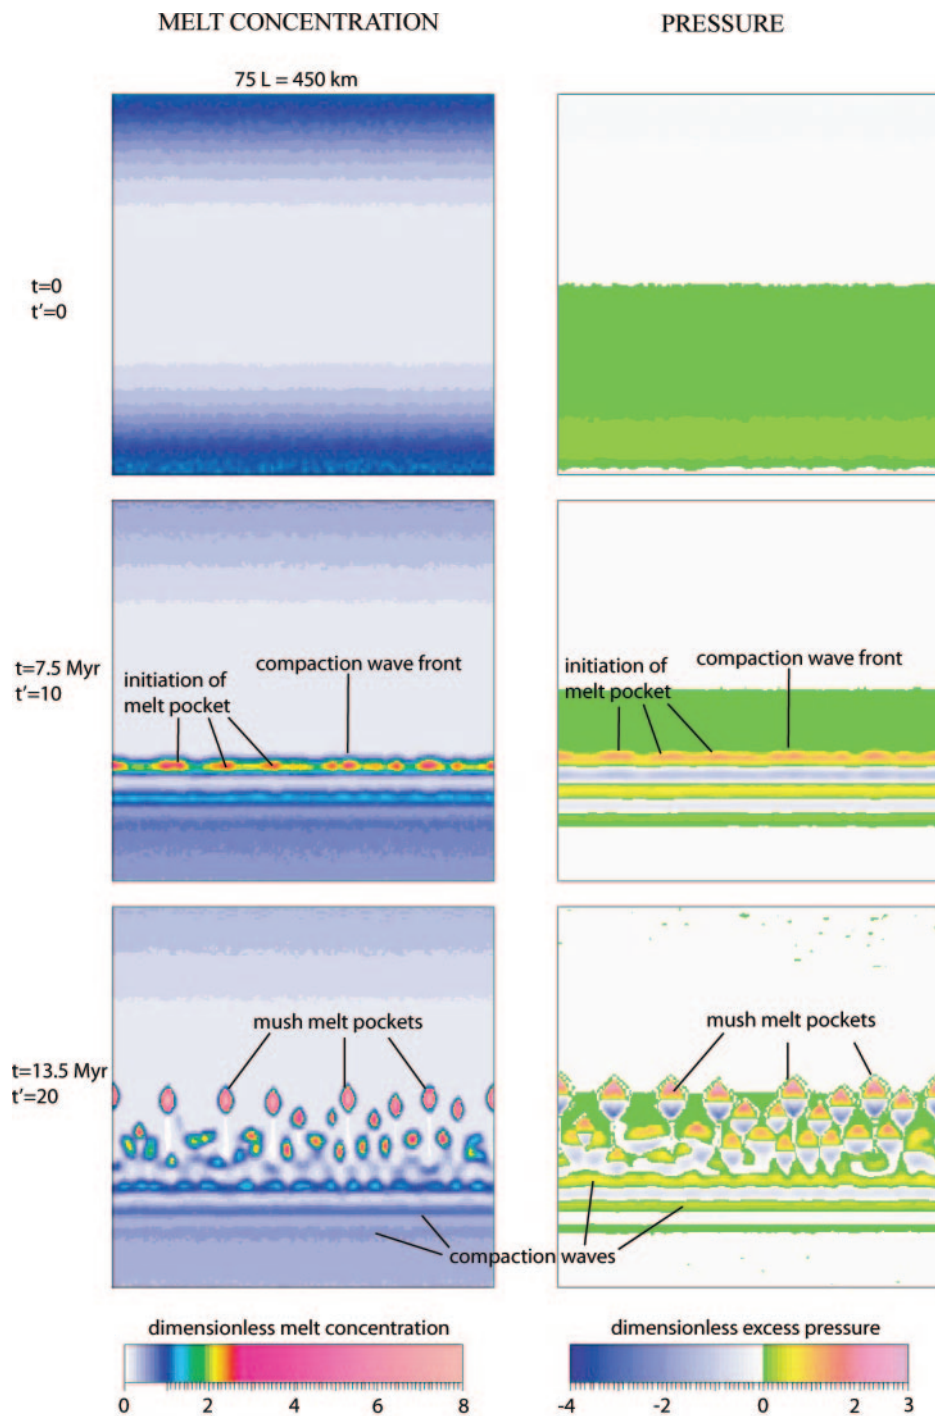 MELT CONCENTRATION
PRESSURE
75 L = 450 km
t=0
t'=0
t=7.5 Myr
t'=10
initiation of
melt pocket
compaction wave front
initiation of
melt pocket
compaction wave front
t=13.5 Myr
t'=20
mush melt pockets
mush melt pockets
compaction waves
dimensionless melt concentration
0 2 4 6 8
dimensionless excess pressure
-4 -2 0 2 3